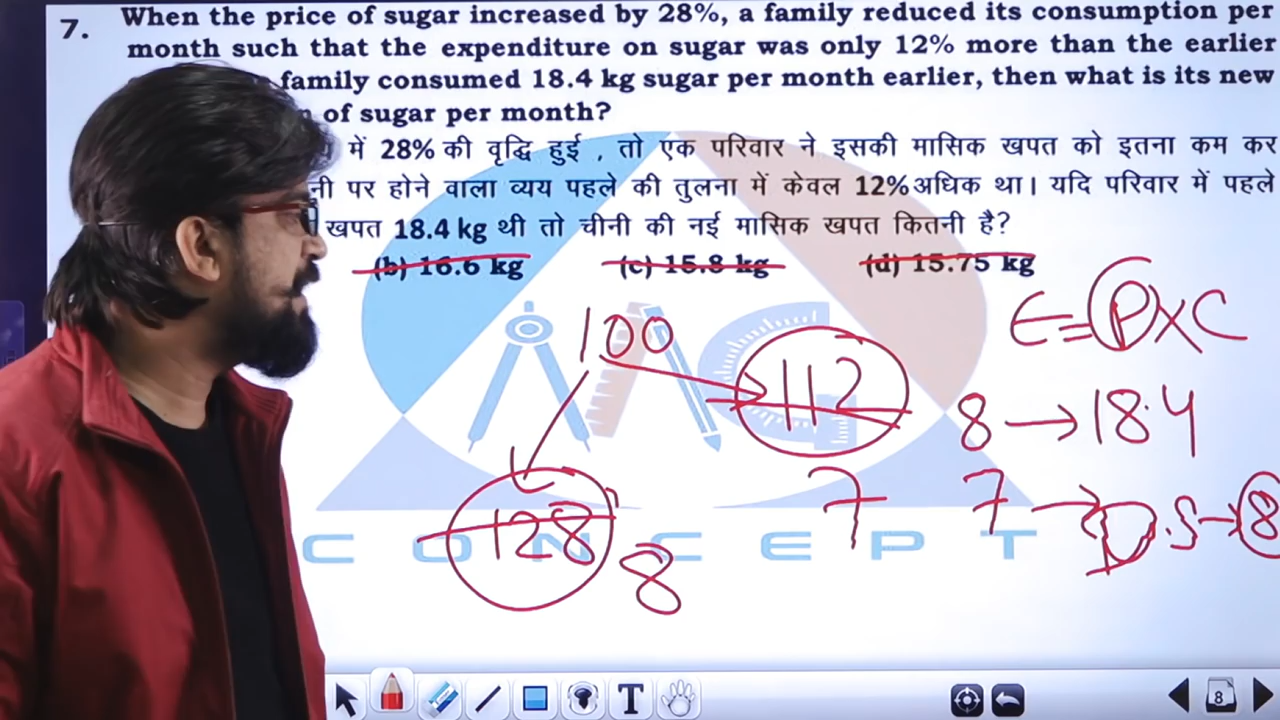 7. When the price of sugar increased by 28%, a family reduced its consumption per
month such that the expenditure on sugar was only 12% more than the earlier
family consumed 18.4 kg sugar per month earlier, then what is its new
of sugar per month?
में 28% की वृद्धि हुई , तो एक परिवार ने इसकी मासिक खपत को इतना कम कर
नी पर होने वाला व्यय पहले की तुलना में केवल 12% अधिक था। यदि परिवार में पहले
खपत 18.4 kg थी तो चीनी की नई मासिक खपत कितनी है?
(b) 16.6 kg (c) 15.8 kg (d) 15.75 kg
E=P×C
100
112
8→18.4
128
8
7
7→D.S→8
CONCEPT
T
8